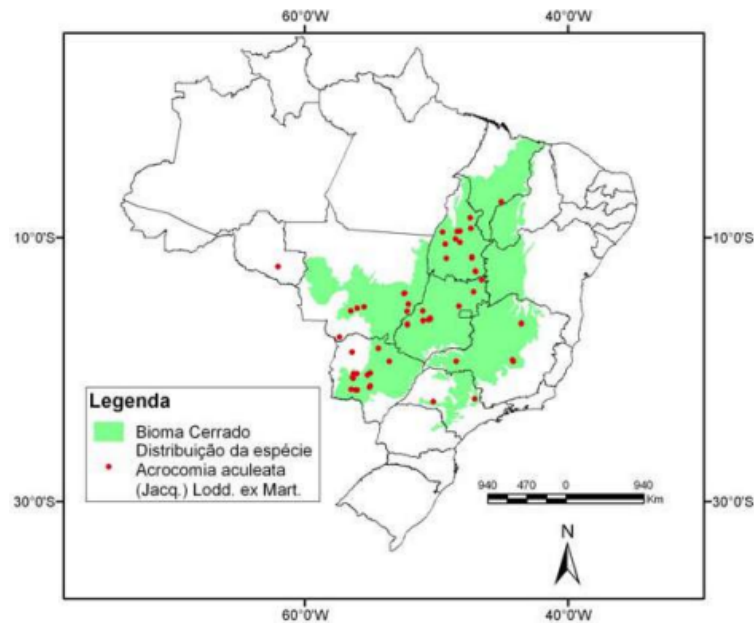 60°0'W 40°0'W
10°0'S 10°0'S
Legenda
Bioma Cerrado
Distribuição da espécie
Acrocomia aculeata
(Jacq.) Lodd. ex Mart.
940 470 0 940
Km
30°0'S 30°0'S
N
60°0'W 40°0'W